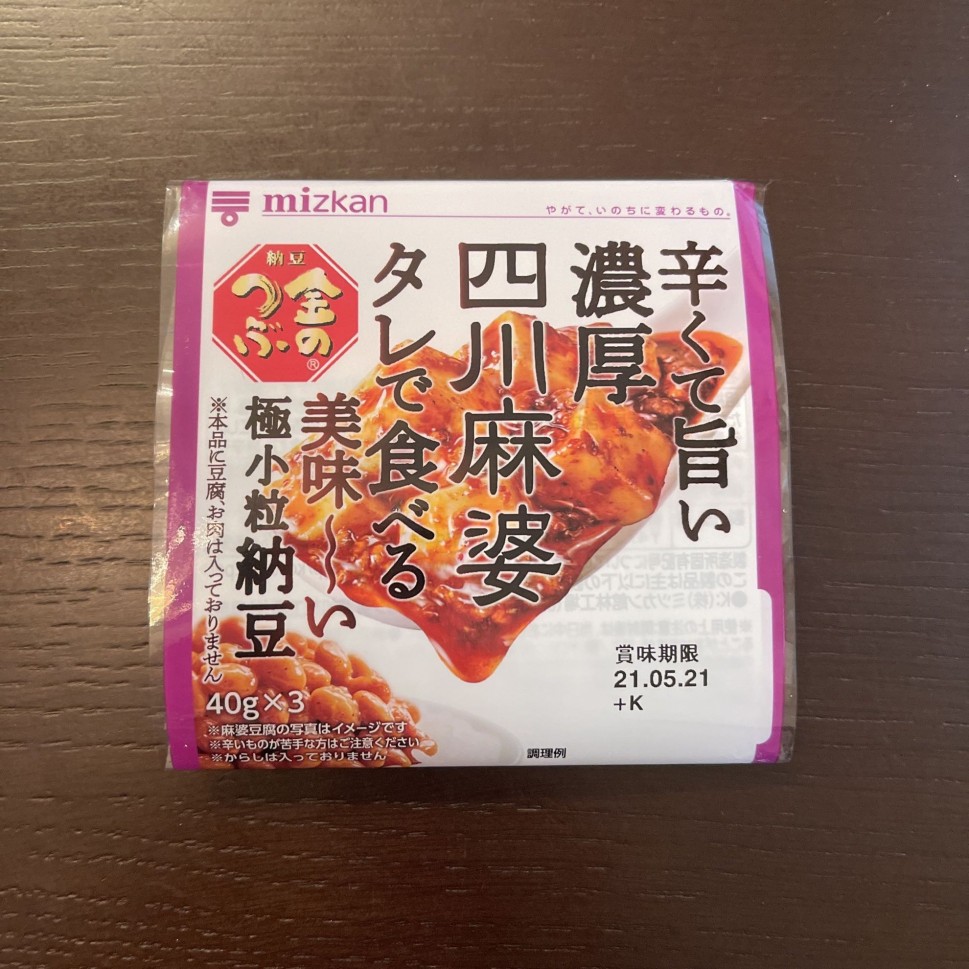 mizkan
やがて、いのちに変わるもの。
辛くて旨い
濃厚
四川麻婆
タレで食べる
美味～い
極小粒納豆
納豆
金の
つぶ®
※本品に豆腐、お肉は入っておりません
40g×3
※麻婆豆腐の写真はイメージです
※辛いものが苦手な方はご注意ください
※からしは入っておりません
賞味期限
21.05.21
+K
調理例